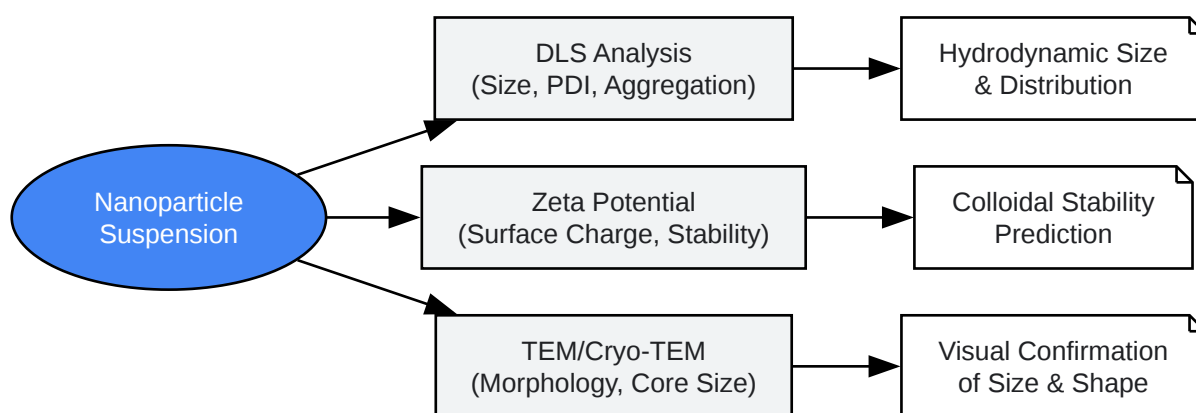 Nanoparticle
Suspension
DLS Analysis
(Size, PDI, Aggregation)
Hydrodynamic Size
& Distribution
Zeta Potential
(Surface Charge, Stability)
Colloidal Stability
Prediction
TEM/Cryo-TEM
(Morphology, Core Size)
Visual Confirmation
of Size & Shape